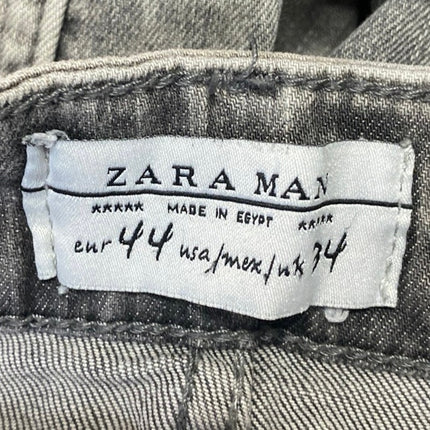 ZARA MAN
***** MADE IN EGYPT *****
eur 44 usa/mex/uk 34